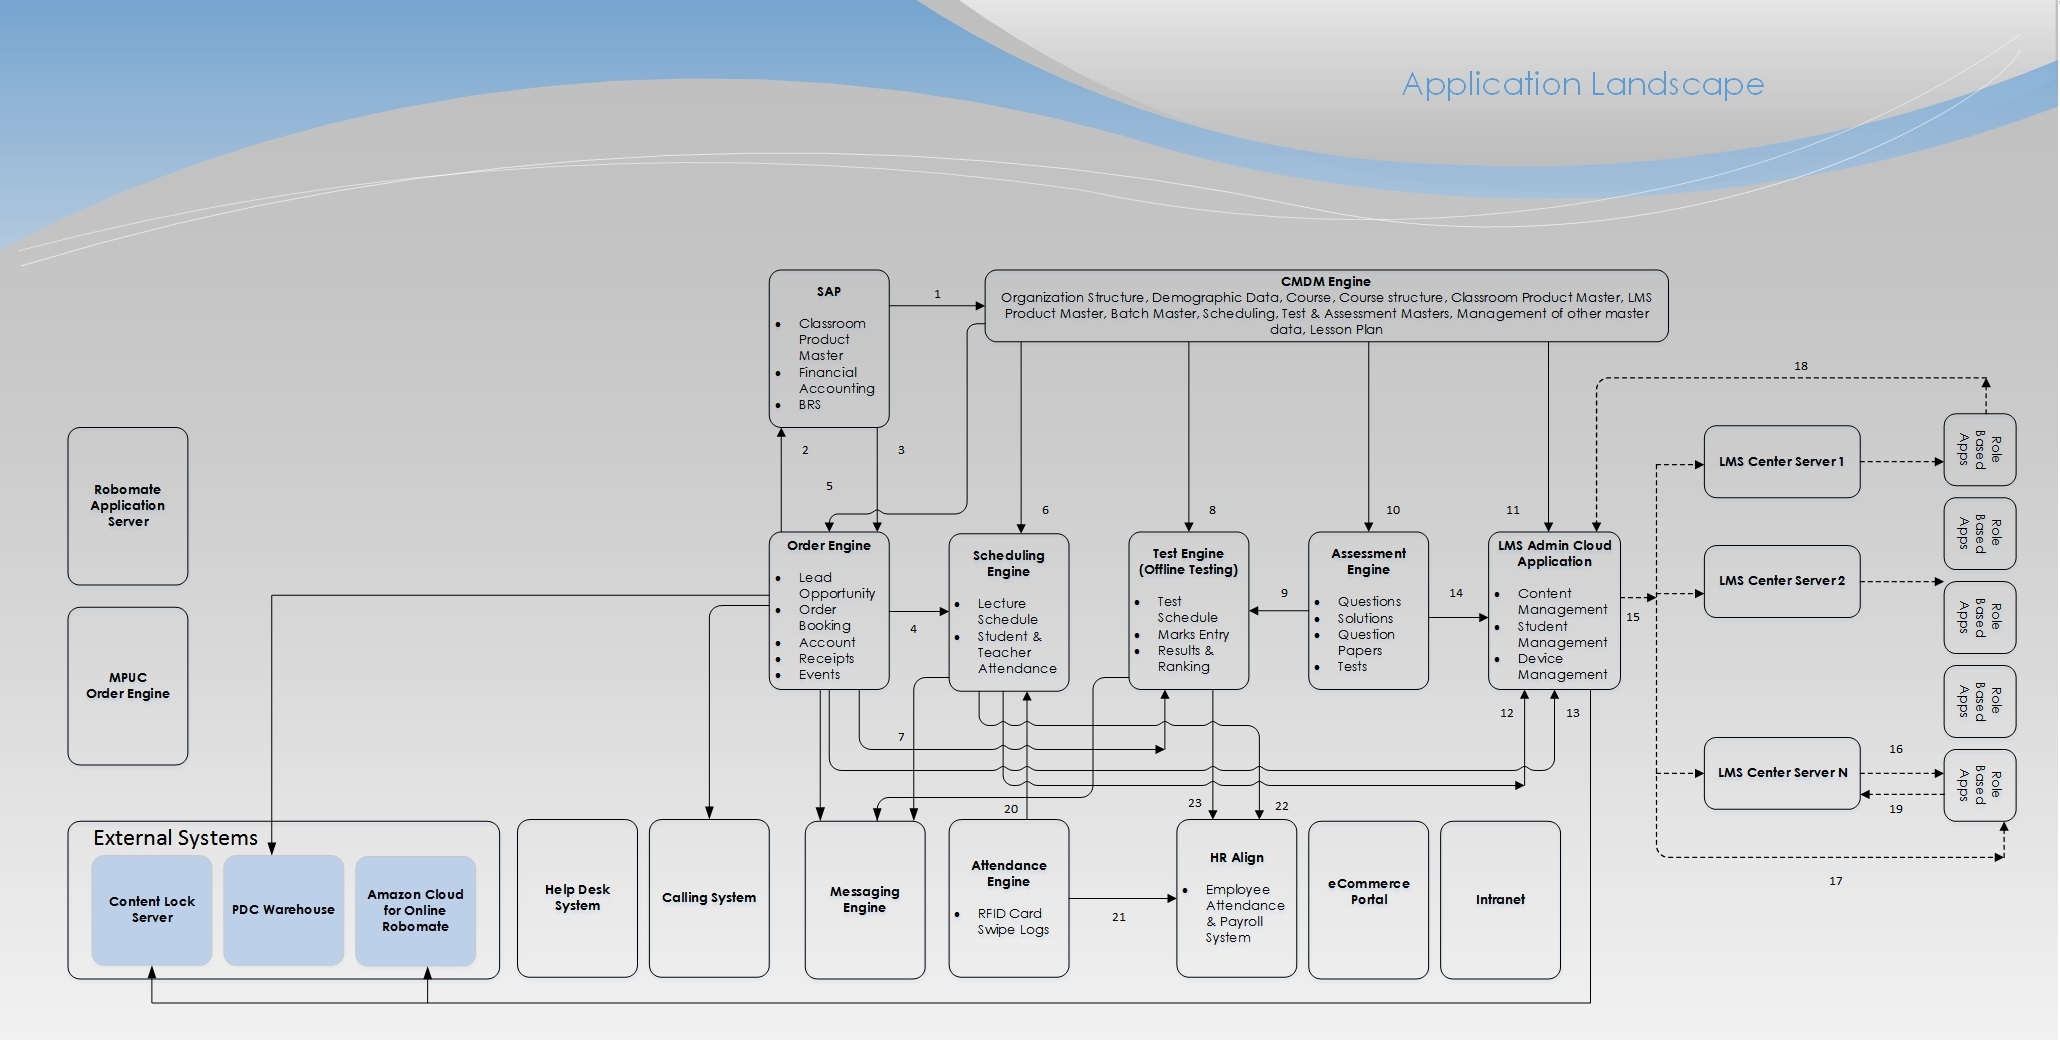 Application Landscape
SAP
Classroom
Product
Master
Financial
Accounting
BRS
1
CMDM Engine
Organization Structure, Demographic Data, Course, Course structure, Classroom Product Master, LMS
Product Master, Batch Master, Scheduling, Test & Assessment Masters, Management of other master
data, Lesson Plan
18
2
3
5
6
8
10
11
Robomate
Application
Server
MPUC
Order Engine
Order Engine
Lead
Opportunity
Order
Booking
Account
Receipts
Events
4
Scheduling
Engine
Lecture
Schedule
Student &
Teacher
Attendance
Test Engine
(Offline Testing)
Test
Schedule
Marks Entry
Results &
Ranking
9
Assessment
Engine
Questions
Solutions
Question
Papers
Tests
14
LMS Admin Cloud
Application
Content
Management
Student
Management
Device
Management
15
LMS Center Server 1
LMS Center Server 2
LMS Center Server N
Role
Based
Apps
Role
Based
Apps
Role
Based
Apps
Role
Based
Apps
Role
Based
Apps
16
19
17
7
12
13
20
23
22
External Systems
Content Lock
Server
PDC Warehouse
Amazon Cloud
for Online
Robomate
Help Desk
System
Calling System
Messaging
Engine
Attendance
Engine
RFID Card
Swipe Logs
21
HR Align
Employee
Attendance
& Payroll
System
eCommerce
Portal
Intranet